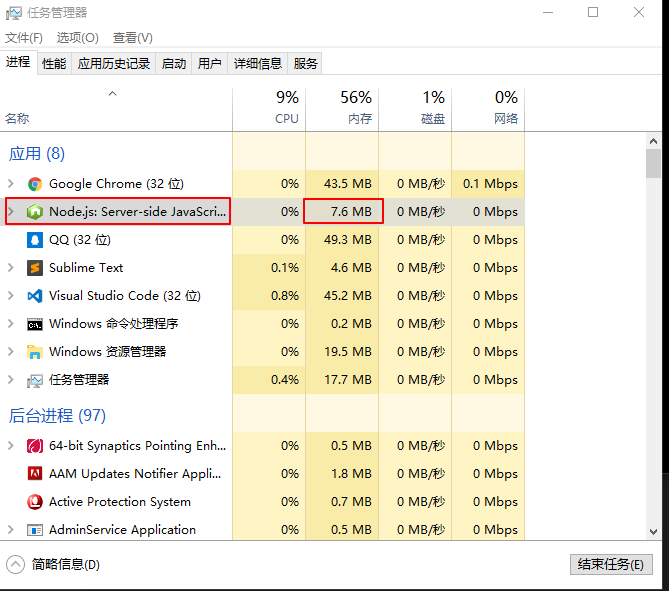 任务管理器
文件(F) 选项(O) 查看(V)
进程 性能 应用历史记录 启动 用户 详细信息 服务
9% 56% 1% 0%
名称 CPU 内存 磁盘 网络
应用 (8)
Google Chrome (32 位) 0% 43.5 MB 0 MB/秒 0.1 Mbps
Node.js: Server-side JavaScri... 0% 7.6 MB 0 MB/秒 0 Mbps
QQ (32 位) 0% 49.3 MB 0 MB/秒 0 Mbps
Sublime Text 0.1% 4.6 MB 0 MB/秒 0 Mbps
Visual Studio Code (32 位) 0.8% 45.2 MB 0 MB/秒 0 Mbps
Windows 命令处理程序 0% 0.2 MB 0 MB/秒 0 Mbps
Windows 资源管理器 0% 19.5 MB 0 MB/秒 0 Mbps
任务管理器 0.4% 17.7 MB 0 MB/秒 0 Mbps
后台进程 (97)
64-bit Synaptics Pointing Enh... 0% 0.5 MB 0 MB/秒 0 Mbps
AAM Updates Notifier Appli... 0% 1.8 MB 0 MB/秒 0 Mbps
Active Protection System 0% 0.7 MB 0 MB/秒 0 Mbps
AdminService Application 0% 0.5 MB 0 MB/秒 0 Mbps
简略信息(D) 结束任务(E)